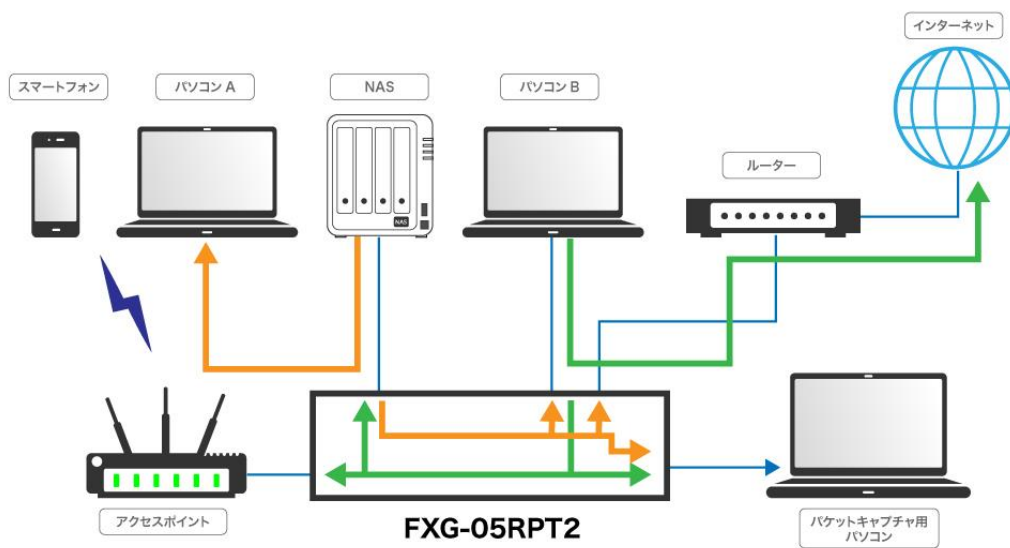 インターネット
スマートフォン
パソコン A
NAS
パソコン B
ルーター
NAS
アクセスポイント
FXG-05RPT2
パケットキャプチャ用
パソコン